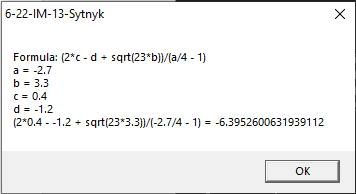 6-22-IM-13-Sytnyk
Formula: (2*c - d + sqrt(23*b))/(a/4 - 1)
a = -2.7
b = 3.3
c = 0.4
d = -1.2
(2*0.4 - -1.2 + sqrt(23*3.3))/(-2.7/4 - 1) = -6.3952600631939112
OK